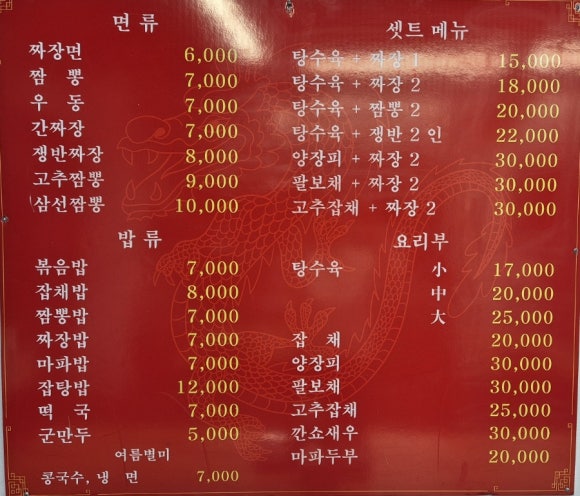 면 류
짜장면 6,000
짬 뽕 7,000
우 동 7,000
간짜장 7,000
쟁반짜장 8,000
고추짬뽕 9,000
삼선짬뽕 10,000
밥 류
볶음밥 7,000
잡채밥 8,000
짬뽕밥 7,000
짜장밥 7,000
마파밥 7,000
잡탕밥 12,000
떡 국 7,000
군만두 5,000
여름별미
콩국수, 냉 면 7,000
셋트 메뉴
탕수육 + 짜장 1 15,000
탕수육 + 짜장 2 18,000
탕수육 + 짬뽕 2 20,000
탕수육 + 쟁반 2 인 22,000
양장피 + 짜장 2 30,000
팔보채 + 짜장 2 30,000
고추잡채 + 짜장 2 30,000
요리부
탕수육 小 17,000
中 20,000
大 25,000
잡 채 20,000
양장피 30,000
팔보채 30,000
고추잡채 25,000
깐쇼새우 30,000
마파두부 20,000